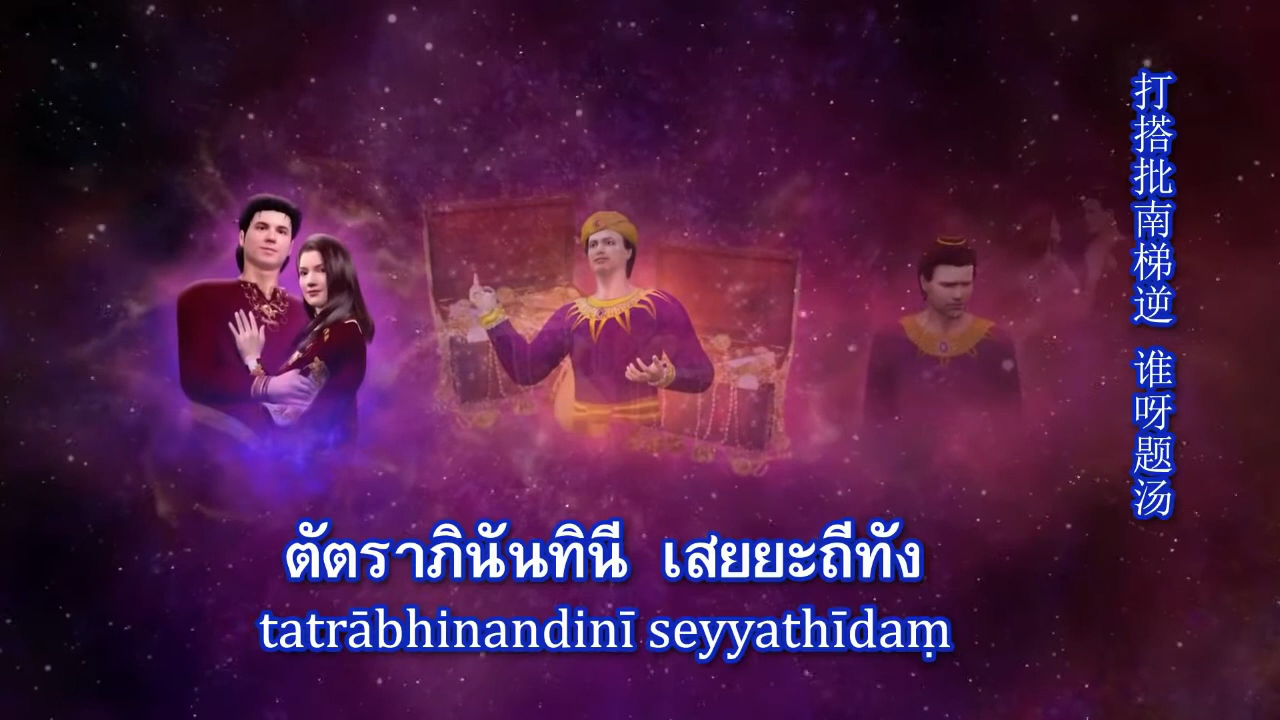 打搭批南梯逆 谁呀题汤
ตัตราภินันทินี เสยยะถีทัง
tatrābhinandinī seyyathīdaṃ